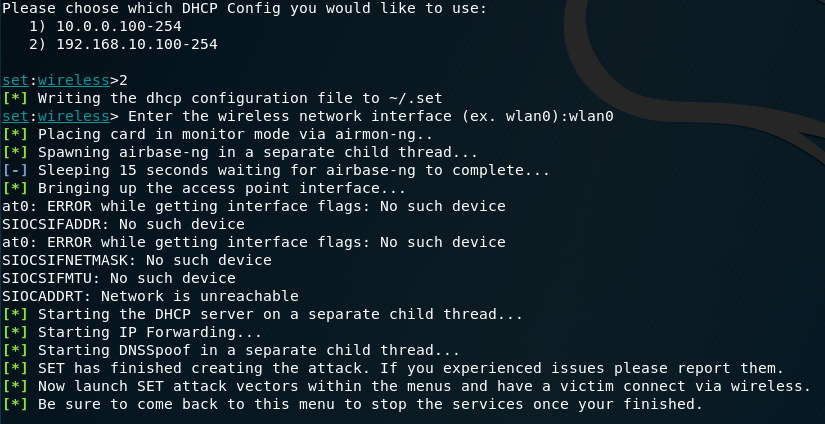 Please choose which DHCP Config you would like to use:
   1) 10.0.0.100-254
   2) 192.168.10.100-254
set:wireless>2
[*] Writing the dhcp configuration file to ~/.set
set:wireless> Enter the wireless network interface (ex. wlan0):wlan0
[*] Placing card in monitor mode via airmon-ng..
[*] Spawning airbase-ng in a separate child thread...
[-] Sleeping 15 seconds waiting for airbase-ng to complete...
[*] Bringing up the access point interface...
at0: ERROR while getting interface flags: No such device
SIOCSIFADDR: No such device
at0: ERROR while getting interface flags: No such device
SIOCSIFNETMASK: No such device
SIOCSIFMTU: No such device
SIOCADDRT: Network is unreachable
[*] Starting the DHCP server on a separate child thread...
[*] Starting IP Forwarding...
[*] Starting DNSSpoof in a separate child thread...
[*] SET has finished creating the attack. If you experienced issues please report them.
[*] Now launch SET attack vectors within the menus and have a victim connect via wireless.
[*] Be sure to come back to this menu to stop the services once your finished.